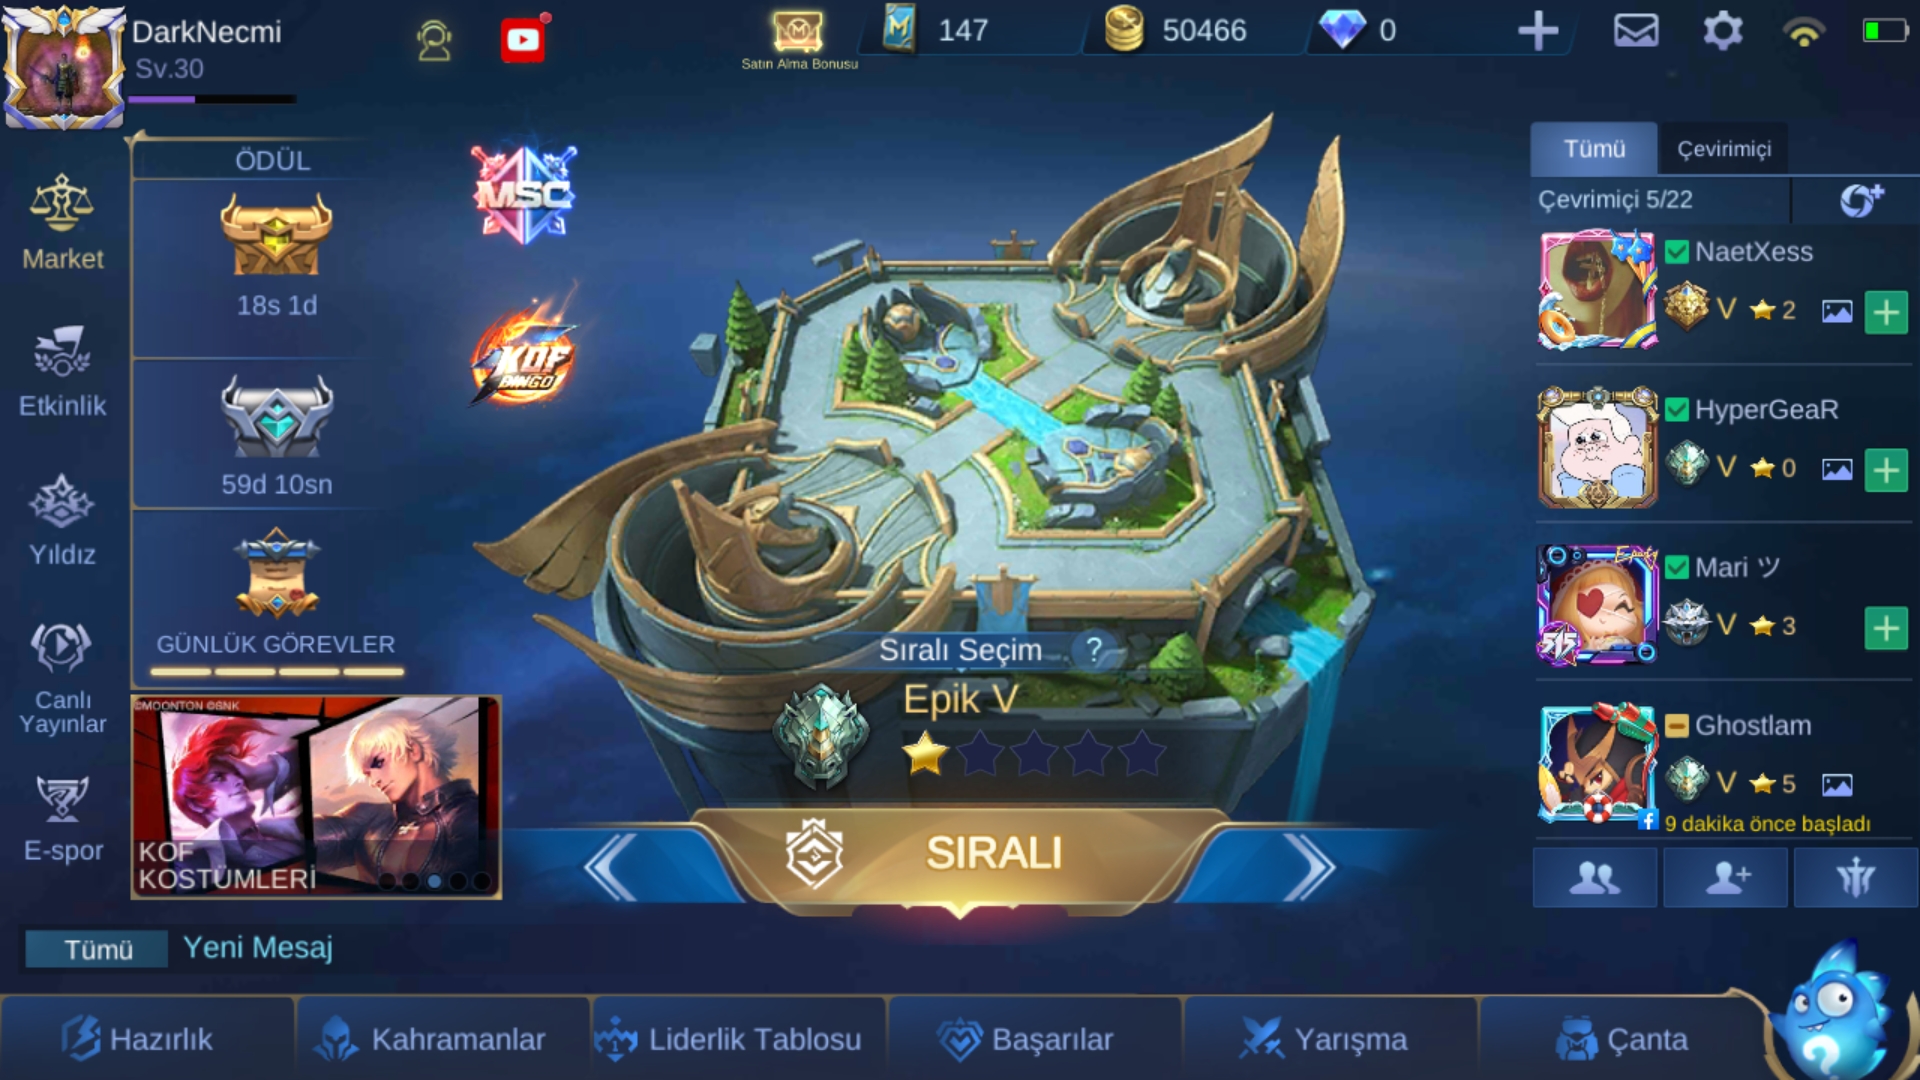 DarkNecmi
Sv.30
Satın Alma Bonusu
147
50466
0
ÖDÜL
18s 1d
59d 10sn
GÜNLÜK GÖREVLER
Market
Etkinlik
Yıldız
Canlı
Yayınlar
E-spor
MSC
KOF
BINGO
©MOONTON ©SNK
KOF
KOSTÜMLERİ
Sıralı Seçim ?
Epik V
SIRALI
Tümü
Çevirimiçi
Çevrimiçi 5/22
NaetXess
V 2
HyperGeaR
V 0
Mari ツ
V 3
E-party
515
Ghostlam
V 5
9 dakika önce başladı
Tümü
Yeni Mesaj
Hazırlık
Kahramanlar
Liderlik Tablosu
Başarılar
Yarışma
Çanta